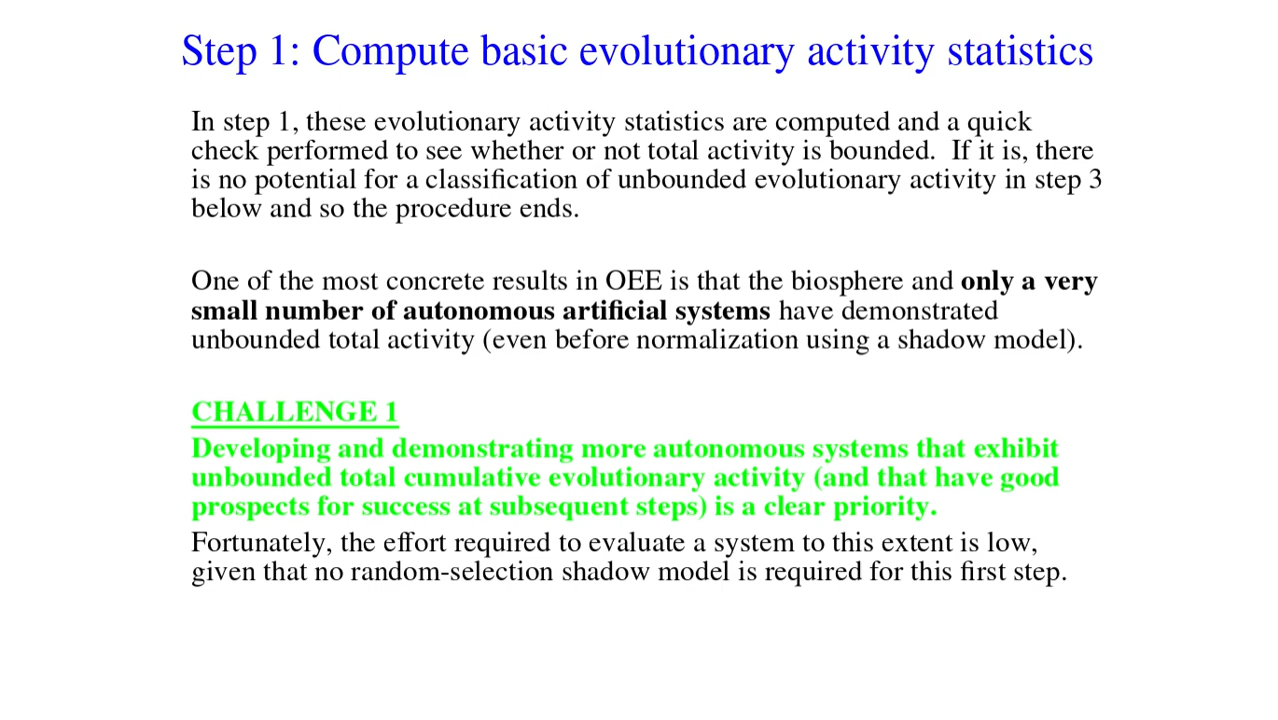 Step 1: Compute basic evolutionary activity statistics
In step 1, these evolutionary activity statistics are computed and a quick
check performed to see whether or not total activity is bounded.  If it is, there
is no potential for a classification of unbounded evolutionary activity in step 3
below and so the procedure ends.
One of the most concrete results in OEE is that the biosphere and only a very
small number of autonomous artificial systems have demonstrated
unbounded total activity (even before normalization using a shadow model).
CHALLENGE 1
Developing and demonstrating more autonomous systems that exhibit
unbounded total cumulative evolutionary activity (and that have good
prospects for success at subsequent steps) is a clear priority.
Fortunately, the effort required to evaluate a system to this extent is low,
given that no random-selection shadow model is required for this first step.